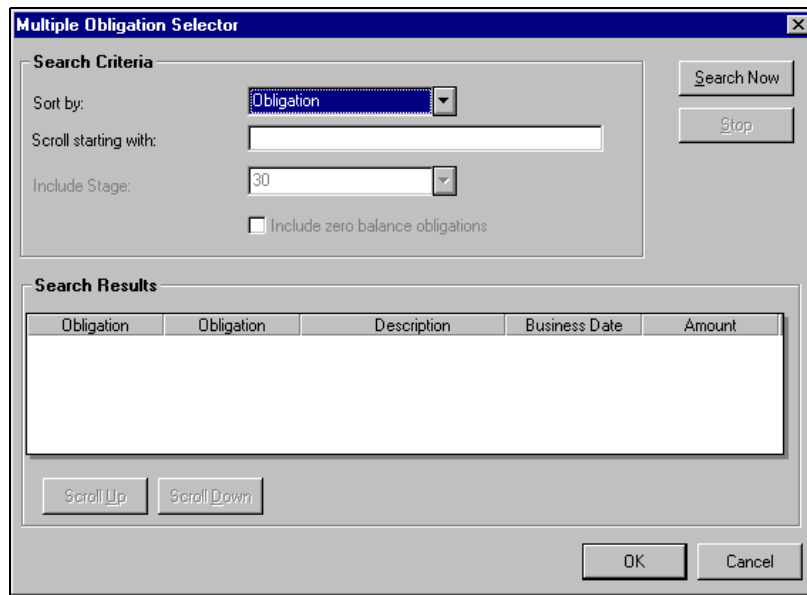 Multiple Obligation Selector
Search Criteria
Sort by: Obligation
Search Now
Scroll starting with:
Stop
Include Stage: 30
Include zero balance obligations
Search Results
Obligation Obligation Description Business Date Amount
Scroll Up Scroll Down
OK Cancel